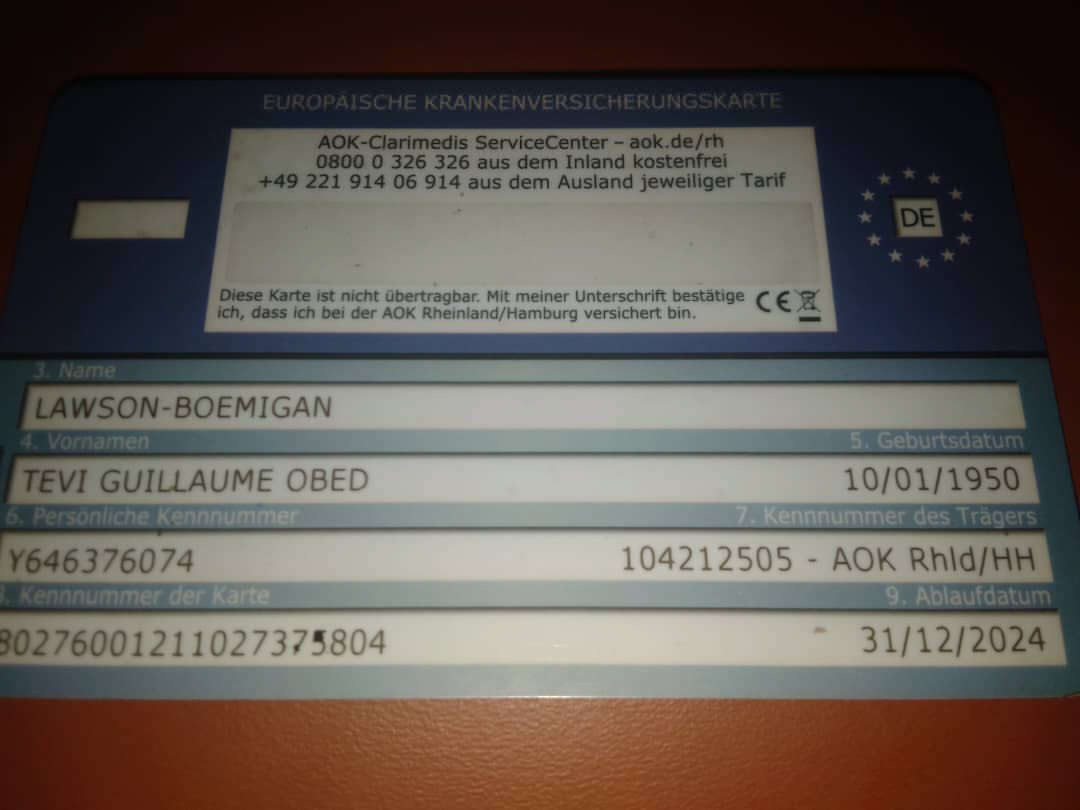 EUROPÄISCHE KRANKENVERSICHERUNGSKARTE
AOK-Clarimedis ServiceCenter – aok.de/rh
0800 0 326 326 aus dem Inland kostenfrei
+49 221 914 06 914 aus dem Ausland jeweiliger Tarif
DE
Diese Karte ist nicht übertragbar. Mit meiner Unterschrift bestätige
ich, dass ich bei der AOK Rheinland/Hamburg versichert bin.
CE
3. Name
LAWSON-BOEMIGAN
4. Vornamen 5. Geburtsdatum
TEVI GUILLAUME OBED 10/01/1950
6. Persönliche Kennnummer 7. Kennnummer des Trägers
Y646376074 104212505 - AOK Rhld/HH
8. Kennnummer der Karte 9. Ablaufdatum
31/12/2024